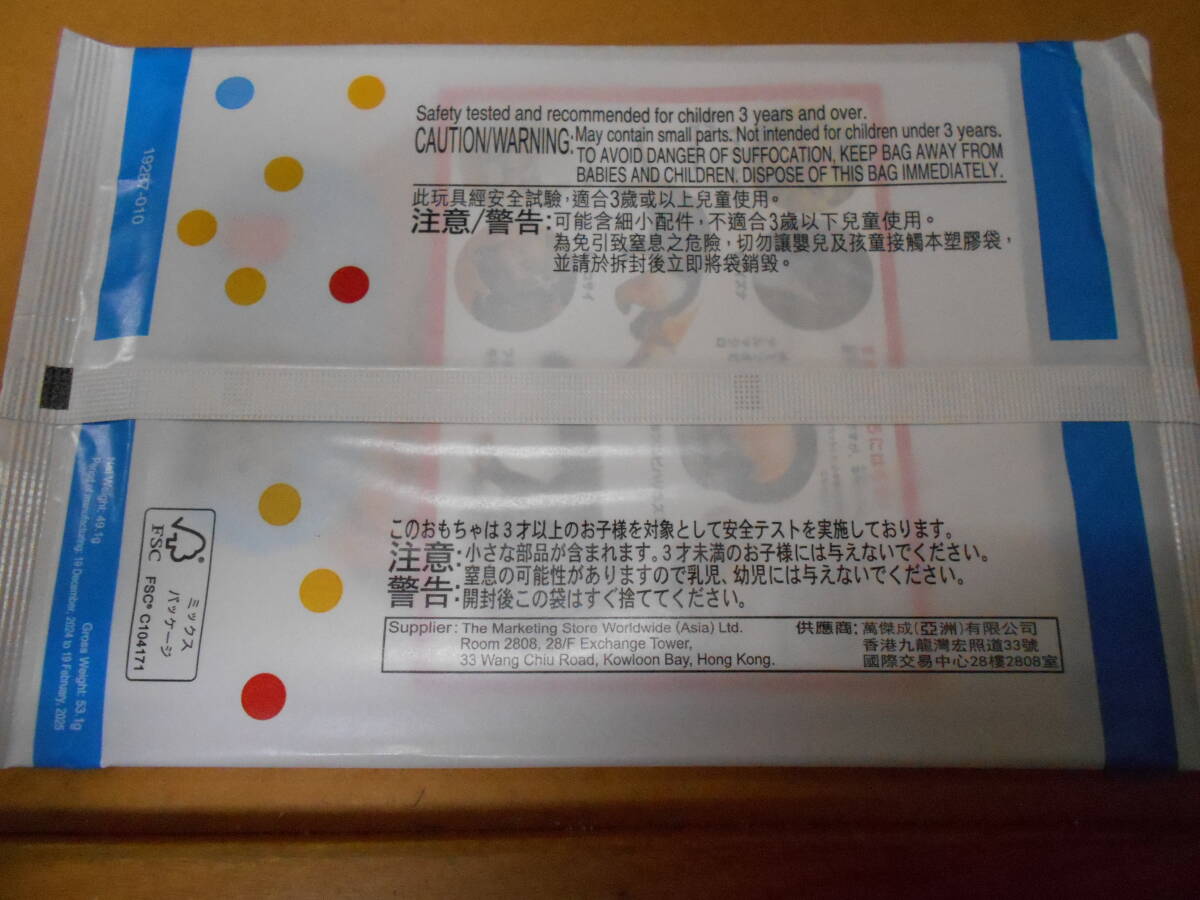 Safety tested and recommended for children 3 years and over.
CAUTION/WARNING: May contain small parts. Not intended for children under 3 years.
TO AVOID DANGER OF SUFFOCATION, KEEP BAG AWAY FROM
BABIES AND CHILDREN. DISPOSE OF THIS BAG IMMEDIATELY.
此玩具經安全試驗，適合3歲或以上兒童使用。
注意/警告:可能含細小配件，不適合3歲以下兒童使用。
為免引致窒息之危險，切勿讓嬰兒及孩童接觸本塑膠袋，
並請於拆封後立即將袋銷毀。
19287-010
このおもちゃは3才以上のお子様を対象として安全テストを実施しております。
注意:小さな部品が含まれます。3才未満のお子様には与えないでください。
警告:窒息の可能性がありますので乳児、幼児には与えないでください。
開封後この袋はすぐ捨ててください。
Supplier: The Marketing Store Worldwide (Asia) Ltd.
Room 2808, 28/F Exchange Tower,
33 Wang Chiu Road, Kowloon Bay, Hong Kong.
供應商: 萬傑成(亞洲)有限公司
香港九龍灣宏照道33號
國際交易中心28樓2808室
FSC
ミックス
パッケージ
FSC® C104171
Net Weight: 49.1g Gross Weight: 53.1g
Period of manufacturing: 19 December, 2024 to 19 February, 2025